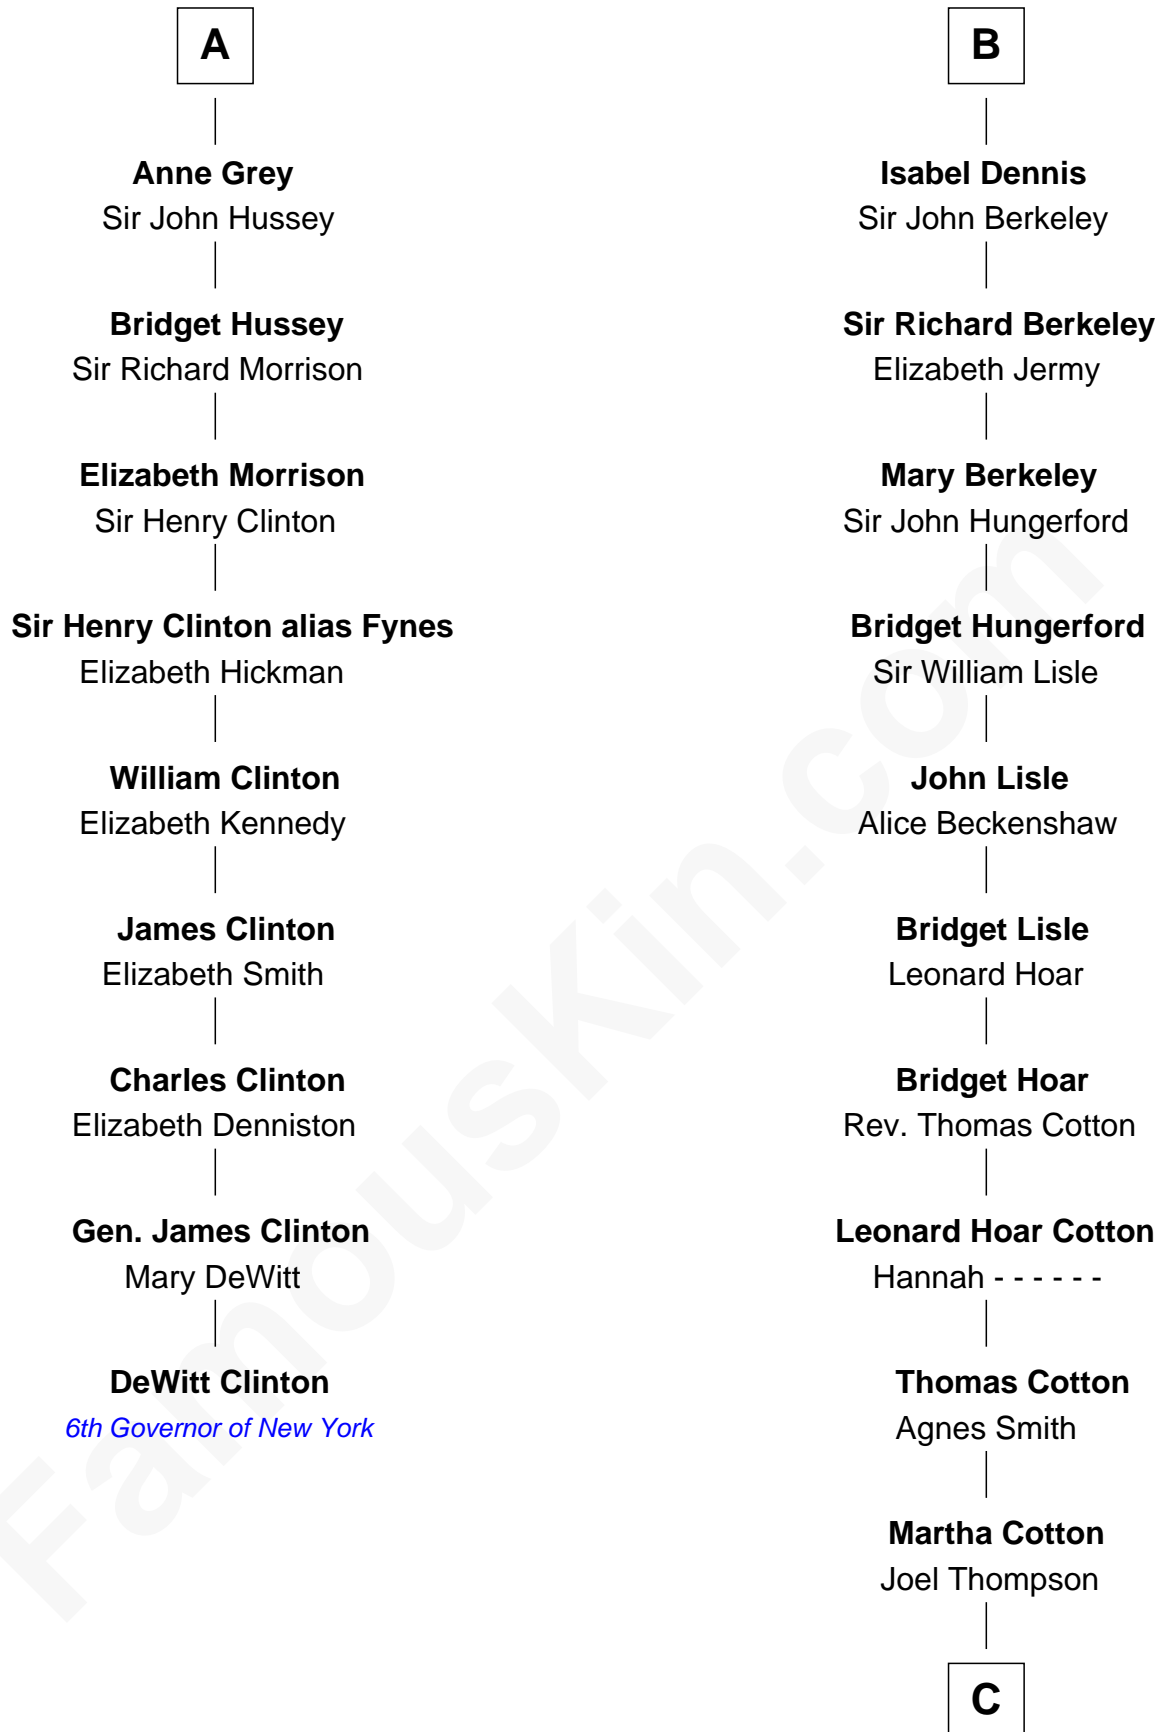 A
Anne Grey
Sir John Hussey
Bridget Hussey
Sir Richard Morrison
Elizabeth Morrison
Sir Henry Clinton
Sir Henry Clinton alias Fynes
Elizabeth Hickman
William Clinton
Elizabeth Kennedy
James Clinton
Elizabeth Smith
Charles Clinton
Elizabeth Denniston
Gen. James Clinton
Mary DeWitt
DeWitt Clinton
6th Governor of New York
B
Isabel Dennis
Sir John Berkeley
Sir Richard Berkeley
Elizabeth Jermy
Mary Berkeley
Sir John Hungerford
Bridget Hungerford
Sir William Lisle
John Lisle
Alice Beckenshaw
Bridget Lisle
Leonard Hoar
Bridget Hoar
Rev. Thomas Cotton
Leonard Hoar Cotton
Hannah - - - - - -
Thomas Cotton
Agnes Smith
Martha Cotton
Joel Thompson
C
FamousKin.com